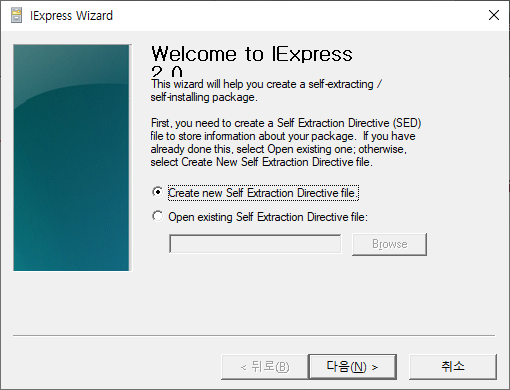 IExpress Wizard
Welcome to IExpress
2.0
This wizard will help you create a self-extracting /
self-installing package.
First, you need to create a Self Extraction Directive (SED)
file to store information about your package.  If you have
already done this, select Open existing one; otherwise,
select Create New Self Extraction Directive file.
Create new Self Extraction Directive file.
Open existing Self Extraction Directive file:
Browse
< 뒤로(B)
다음(N) >
취소